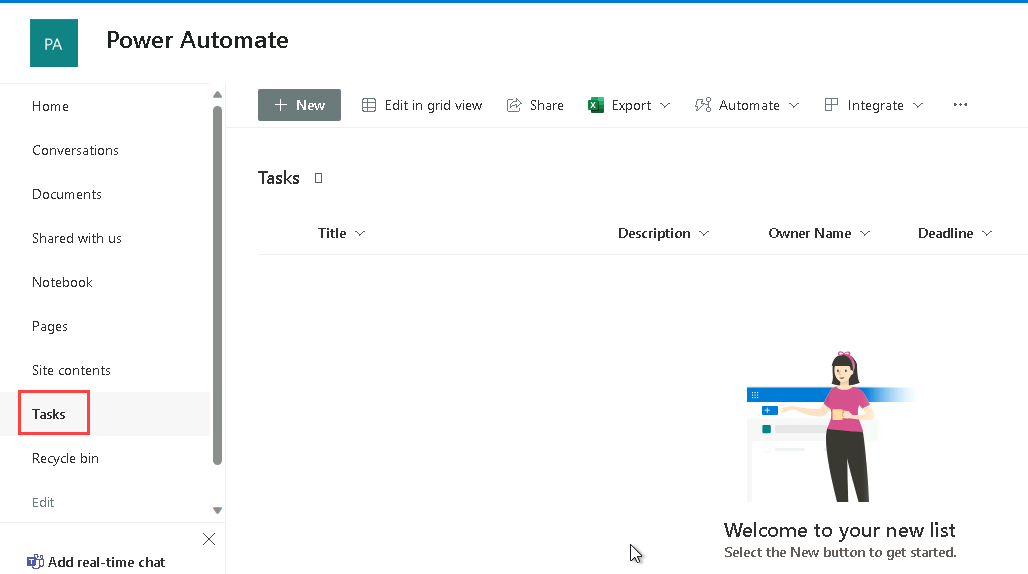 PA
Power Automate
Home
Conversations
Documents
Shared with us
Notebook
Pages
Site contents
Tasks
Recycle bin
Edit
Add real-time chat
+ New
Edit in grid view
Share
Export
Automate
Integrate
...
Tasks
Title
Description
Owner Name
Deadline
Welcome to your new list
Select the New button to get started.